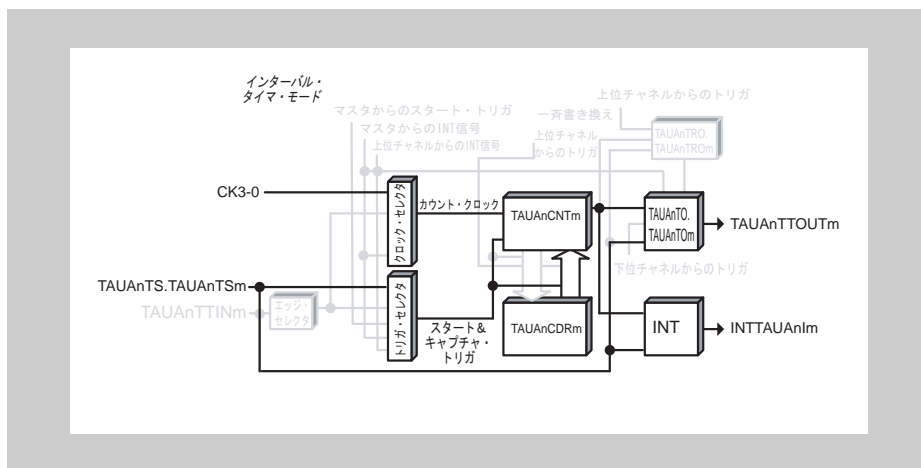 インターバル・
タイマ・モード
上位チャネルからのトリガ
マスタからのスタート・トリガ
一斉書き換え
マスタからのINT信号
上位チャネル
からのトリガ
上位チャネルからのINT信号
TAUAnTRO.
TAUAnTROm
CK3-0
クロック・セレクタ
カウント・クロック
TAUAnCNTm
TAUAnTO.
TAUAnTOm
TAUAnTTOUTm
下位チャネルからのトリガ
TAUAnTS.TAUAnTSm
TAUAnTTINm
エッジ・
セレクタ
トリガ・セレクタ
スタート&
キャプチャ・
トリガ
TAUAnCDRm
INT
INTTAUAnIm